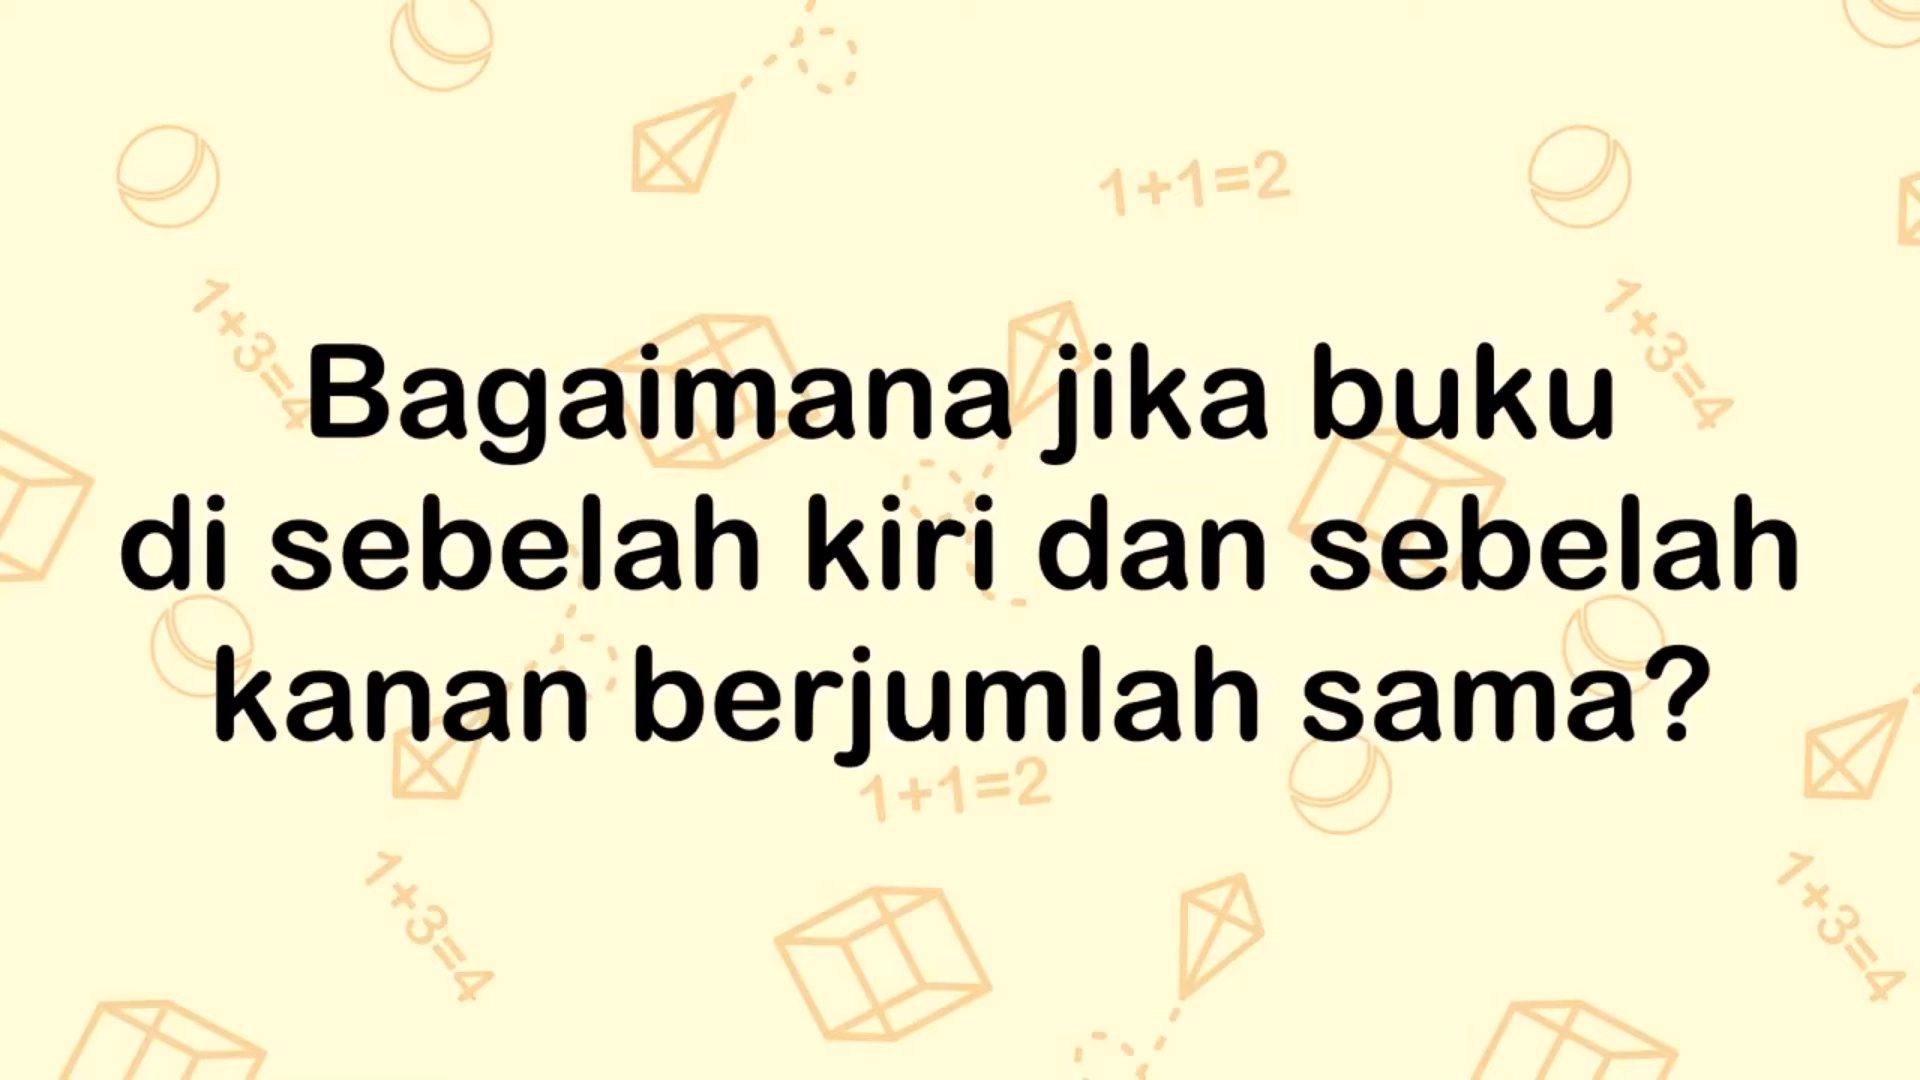 1+1=2
1+3=4
1+3=4
Bagaimana jika buku
di sebelah kiri dan sebelah
kanan berjumlah sama?
1+1=2
1+3=4
1+3=4